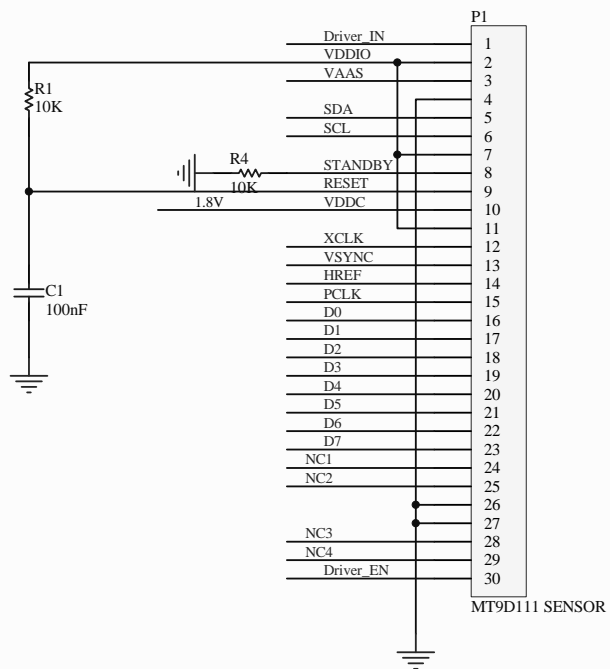 P1
Driver_IN 1
VDDIO 2
VAAS 3
4
SDA 5
SCL 6
7
STANDBY 8
RESET 9
VDDC 10
11
XCLK 12
VSYNC 13
HREF 14
PCLK 15
D0 16
D1 17
D2 18
D3 19
D4 20
D5 21
D6 22
D7 23
NC1 24
NC2 25
26
27
NC3 28
NC4 29
Driver_EN 30
MT9D111 SENSOR
R1
10K
R4
10K
1.8V
C1
100nF